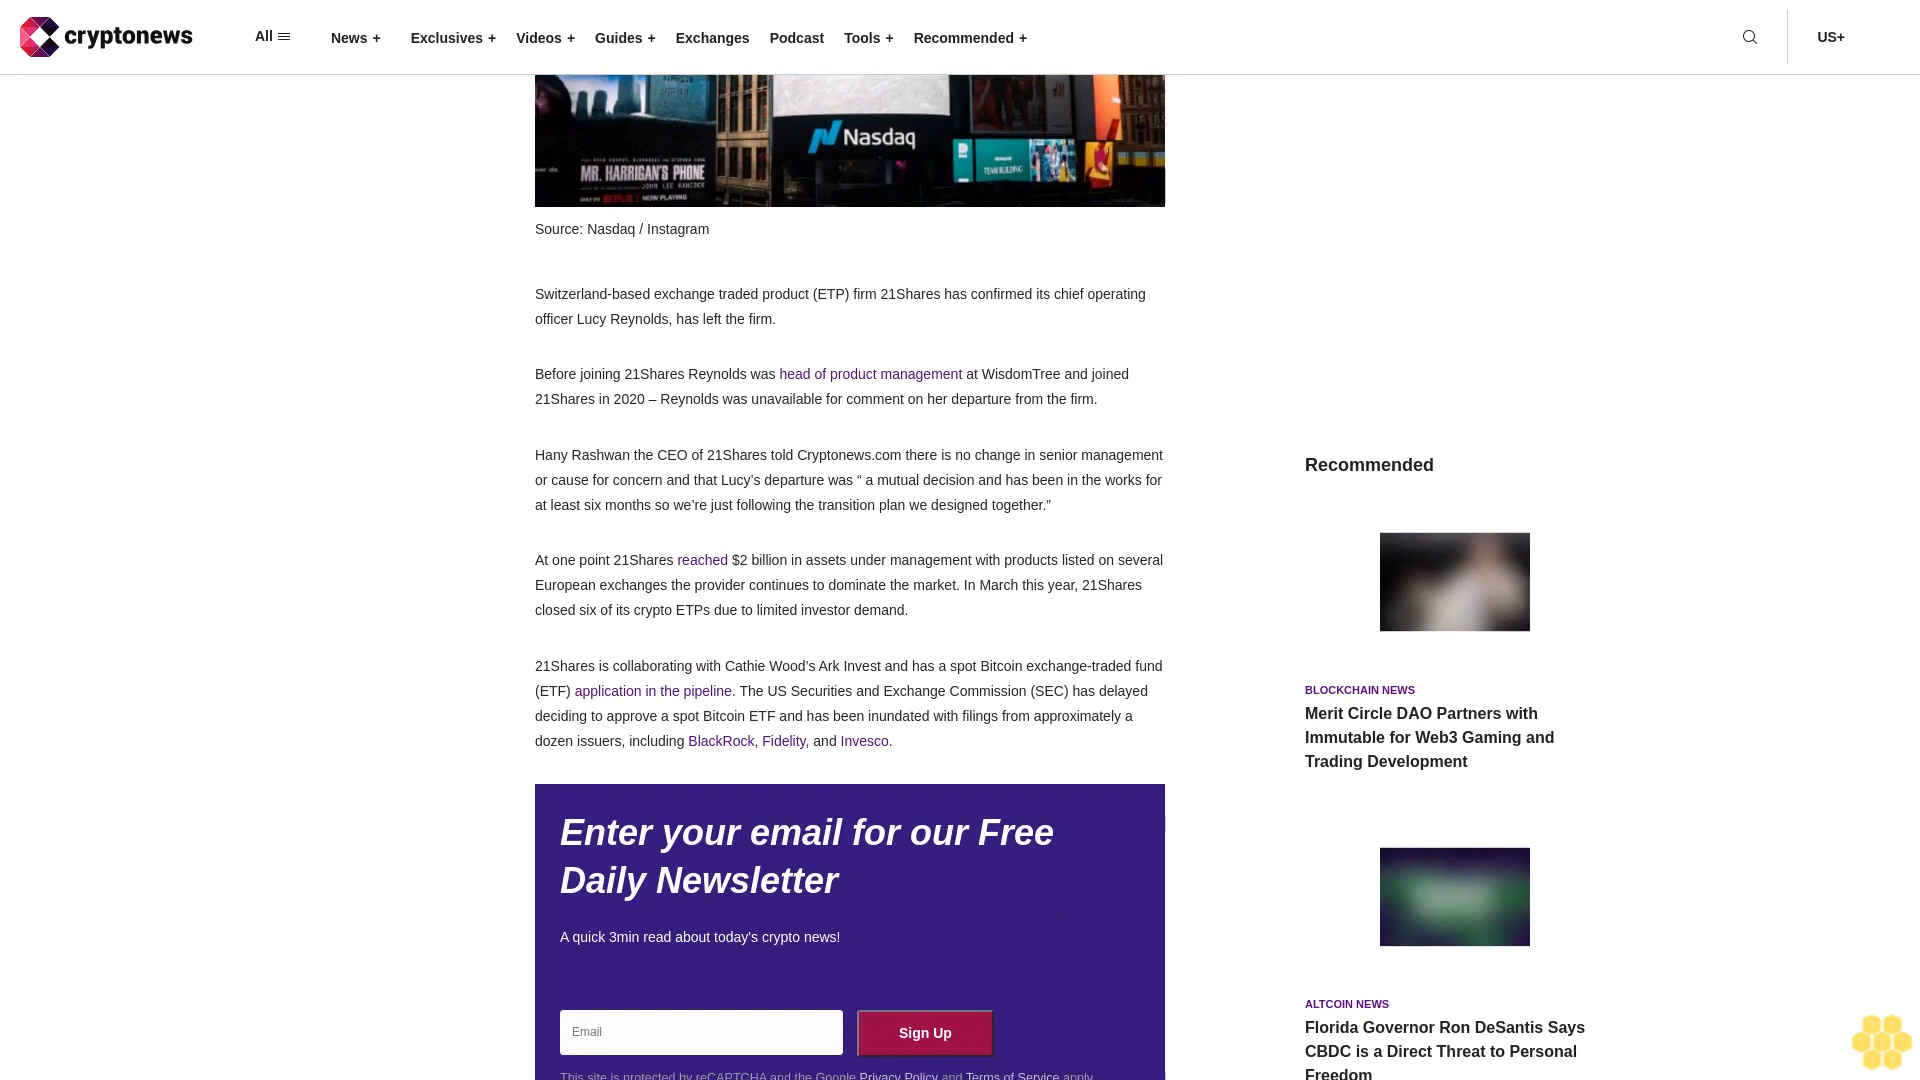 cryptonews
All
News +
Exclusives +
Videos +
Guides +
Exchanges
Podcast
Tools +
Recommended +
US+
Nasdaq
MR. HARRIGAN'S PHONE
JOHN LEE HANCOCK
NETFLIX NOW PLAYING
TEAM BUILDING
Source: Nasdaq / Instagram
Switzerland-based exchange traded product (ETP) firm 21Shares has confirmed its chief operating
officer Lucy Reynolds, has left the firm.
Before joining 21Shares Reynolds was head of product management at WisdomTree and joined
21Shares in 2020 – Reynolds was unavailable for comment on her departure from the firm.
Hany Rashwan the CEO of 21Shares told Cryptonews.com there is no change in senior management
or cause for concern and that Lucy’s departure was “ a mutual decision and has been in the works for
at least six months so we’re just following the transition plan we designed together.”
At one point 21Shares reached $2 billion in assets under management with products listed on several
European exchanges the provider continues to dominate the market. In March this year, 21Shares
closed six of its crypto ETPs due to limited investor demand.
21Shares is collaborating with Cathie Wood’s Ark Invest and has a spot Bitcoin exchange-traded fund
(ETF) application in the pipeline. The US Securities and Exchange Commission (SEC) has delayed
deciding to approve a spot Bitcoin ETF and has been inundated with filings from approximately a
dozen issuers, including BlackRock, Fidelity, and Invesco.
Enter your email for our Free
Daily Newsletter
A quick 3min read about today's crypto news!
Email
Sign Up
This site is protected by reCAPTCHA and the Google Privacy Policy and Terms of Service apply
Recommended
BLOCKCHAIN NEWS
Merit Circle DAO Partners with
Immutable for Web3 Gaming and
Trading Development
ALTCOIN NEWS
Florida Governor Ron DeSantis Says
CBDC is a Direct Threat to Personal
Freedom